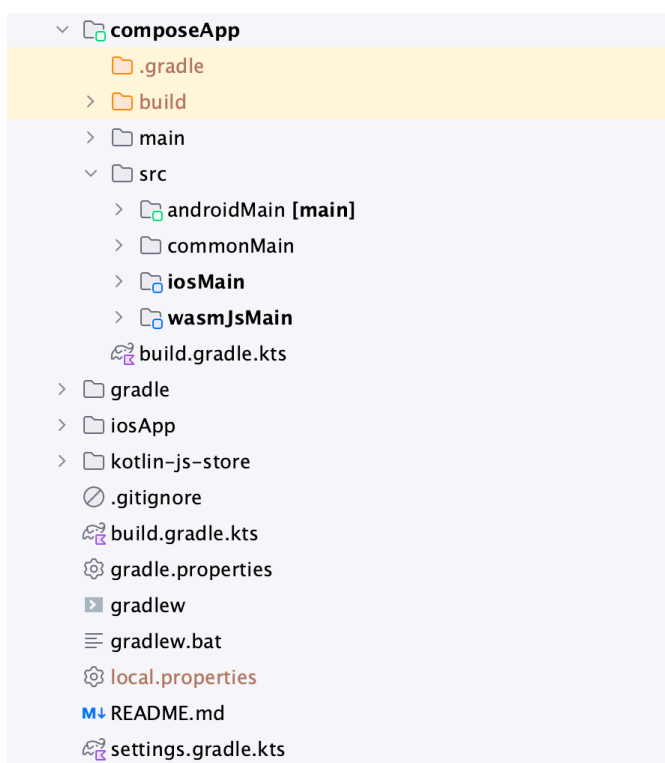 composeApp
.gradle
build
main
src
androidMain [main]
commonMain
iosMain
wasmJsMain
build.gradle.kts
gradle
iosApp
kotlin-js-store
.gitignore
build.gradle.kts
gradle.properties
gradlew
gradlew.bat
local.properties
M↓ README.md
settings.gradle.kts